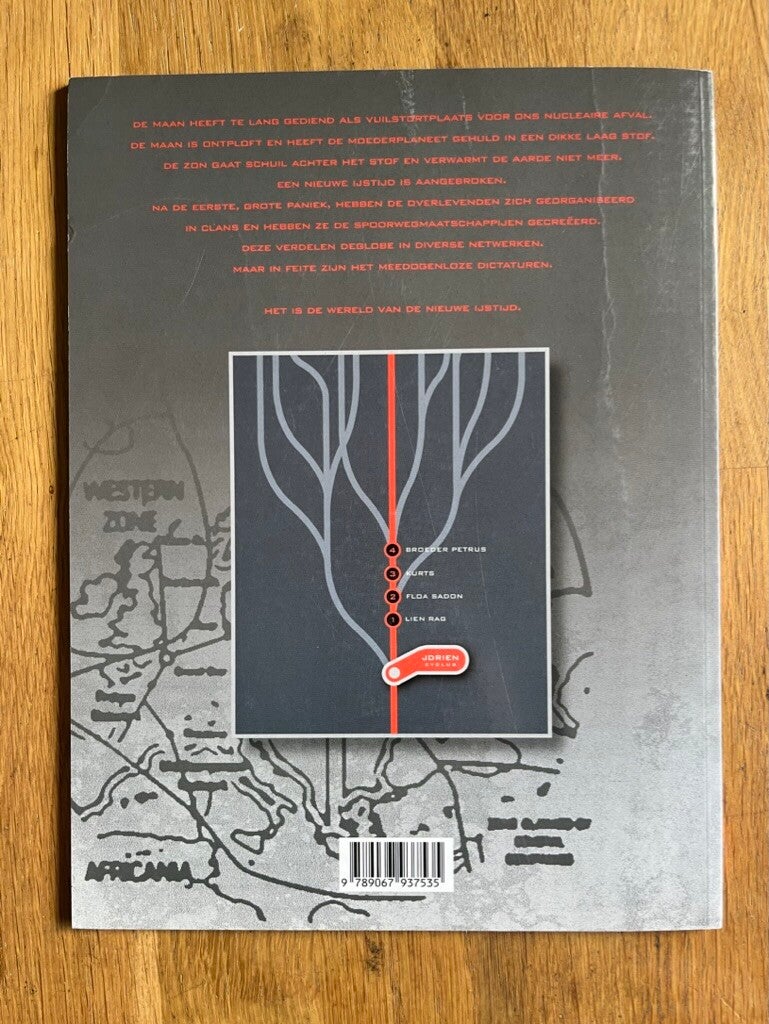 DE MAAN HEEFT TE LANG GEDIEND ALS VUILSTORTPLAATS VOOR ONS NUCLEAIRE AFVAL.
DE MAAN IS ONTPLOFT EN HEEFT DE MOEDERPLANEET GEHULD IN EEN DIKKE LAAG STOF.
DE ZON GAAT SCHUIL ACHTER HET STOF EN VERWARMT DE AARDE NIET MEER.
EEN NIEUWE IJSTIJD IS AANGEBROKEN.
NA DE EERSTE, GROTE PANIEK, HEBBEN DE OVERLEVENDEN ZICH GEORGANISEERD
IN CLANS EN HEBBEN ZE DE SPOORWEGMAATSCHAPPIJEN GECREËERD.
DEZE VERDELEN DEGLOBE IN DIVERSE NETWERKEN.
MAAR IN FEITE ZIJN HET MEEDOGENLOZE DICTATUREN.
HET IS DE WERELD VAN DE NIEUWE IJSTIJD.
WESTERN
ZONE
4 BROEDER PETRUS
3 KURTS
2 FLOA SADON
1 LIEN RAG
JDRIEN
CYCLUS
AFRICANIA
9 789067 937535